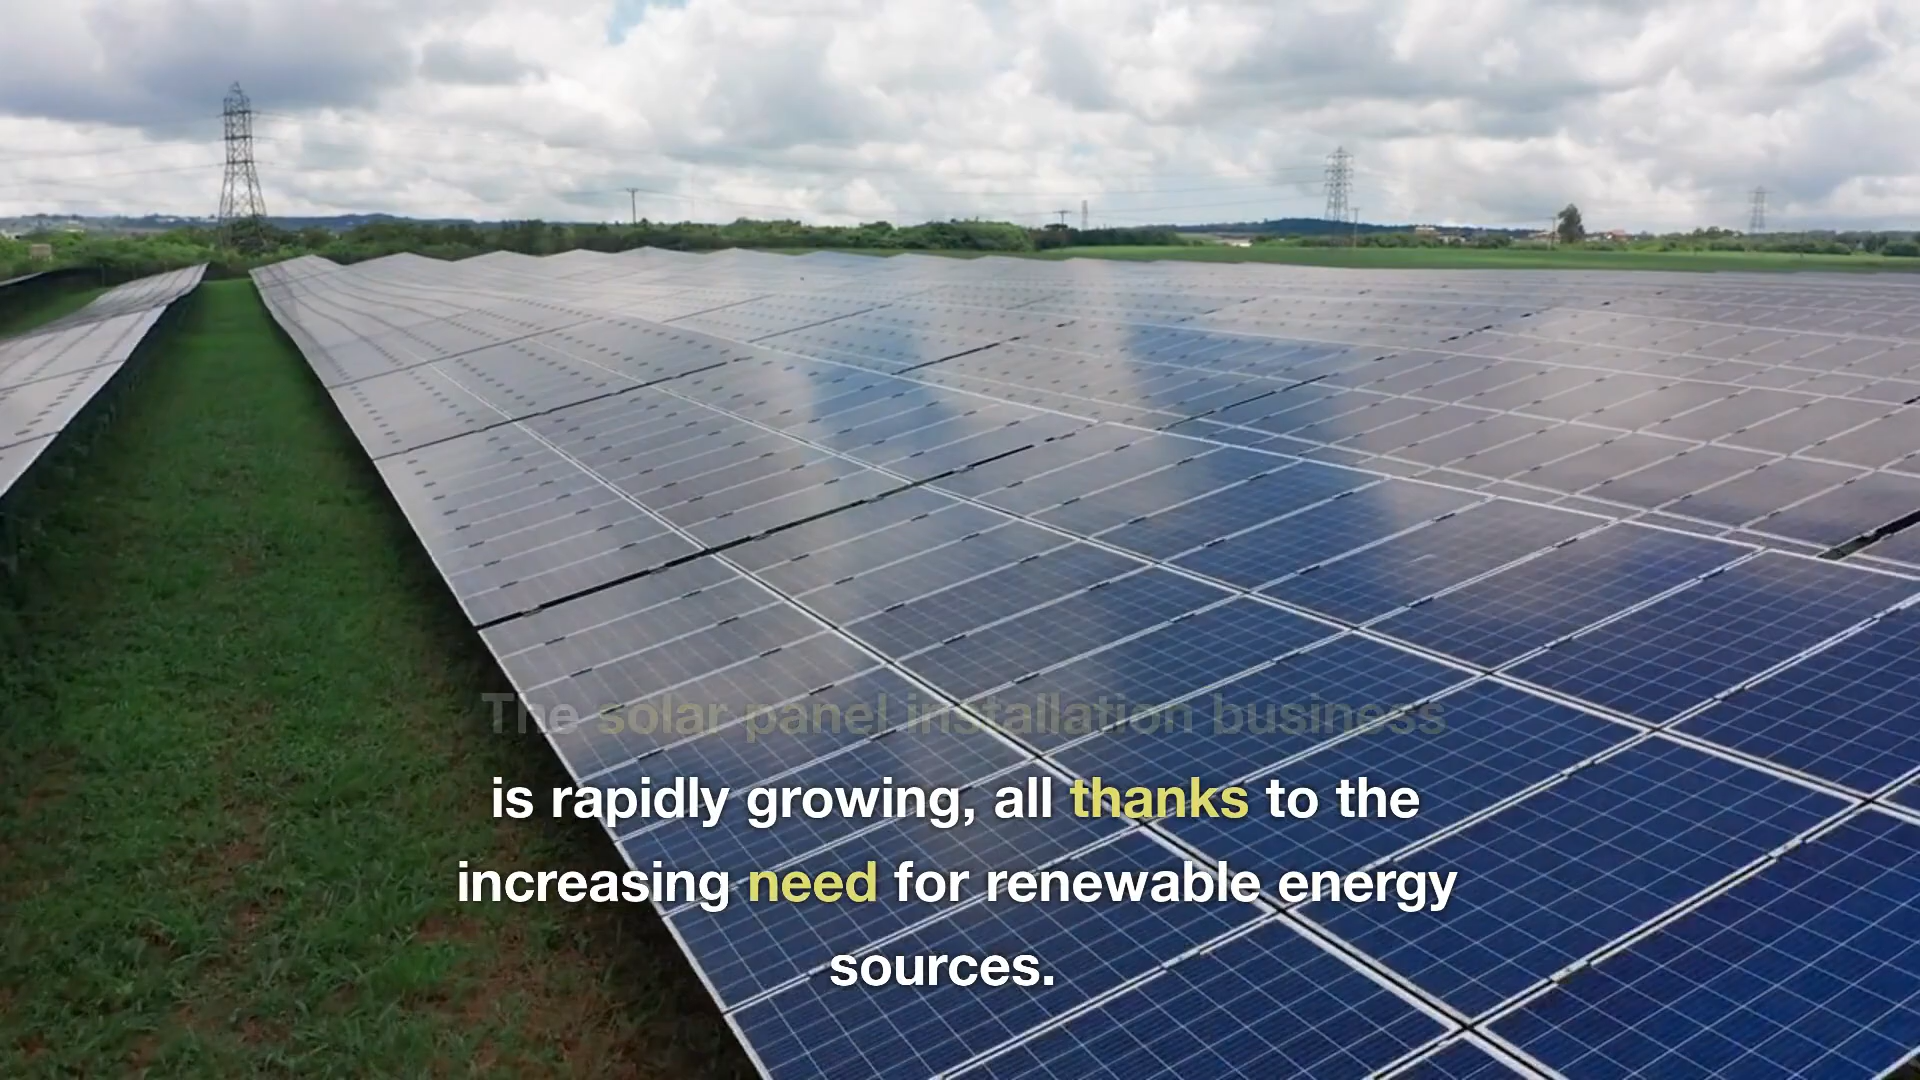 The solar panel installation business
is rapidly growing, all thanks to the
increasing need for renewable energy
sources.